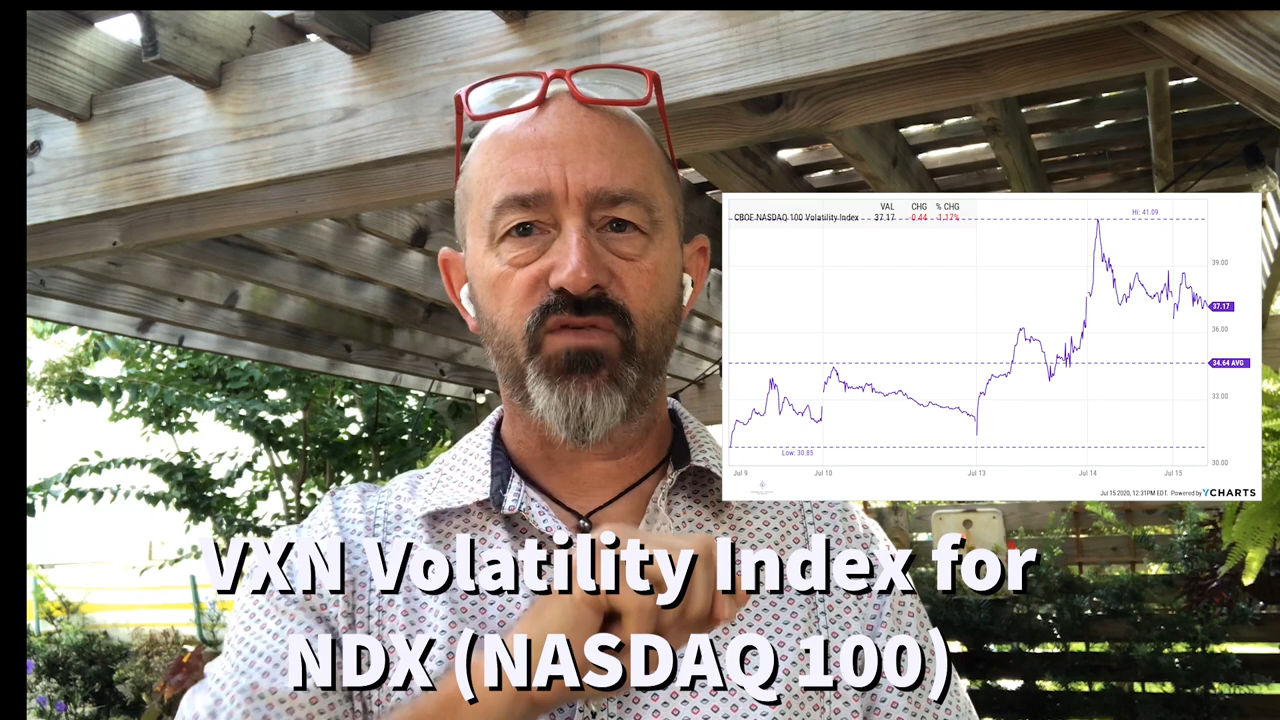 VAL CHG % CHG
CBOE NASDAQ 100 Volatility Index 37.17 -0.44 -1.17%
Hi: 41.09
39.00
37.17
36.00
34.64 AVG
33.00
Low: 30.85
30.00
Jul 9 Jul 10 Jul 13 Jul 14 Jul 15
Jul 15 2020, 12:31PM EDT. Powered by YCHARTS
VXN Volatility Index for
NDX (NASDAQ 100)